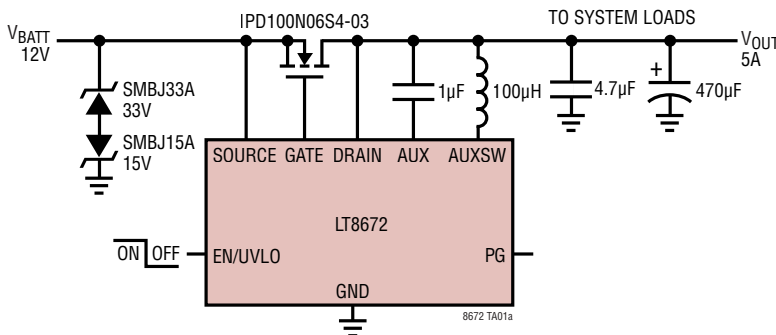 IPD100N06S4-03
TO SYSTEM LOADS
VBATT
12V
VOUT
5A
SMBJ33A
33V
SMBJ15A
15V
1µF
100µH
4.7µF
+
470µF
SOURCE GATE DRAIN AUX AUXSW
LT8672
ON OFF
EN/UVLO
PG
GND
8672 TA01a